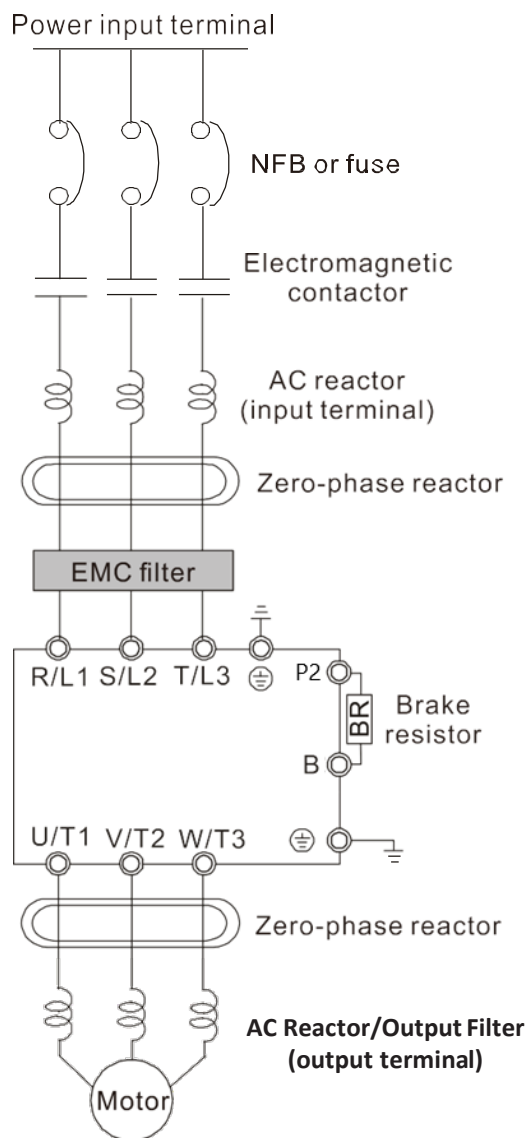 Power input terminal
NFB or fuse
Electromagnetic
contactor
AC reactor
(input terminal)
Zero-phase reactor
EMC filter
R/L1 S/L2 T/L3
P2
BR
Brake
resistor
B
U/T1 V/T2 W/T3
Zero-phase reactor
AC Reactor/Output Filter
(output terminal)
Motor